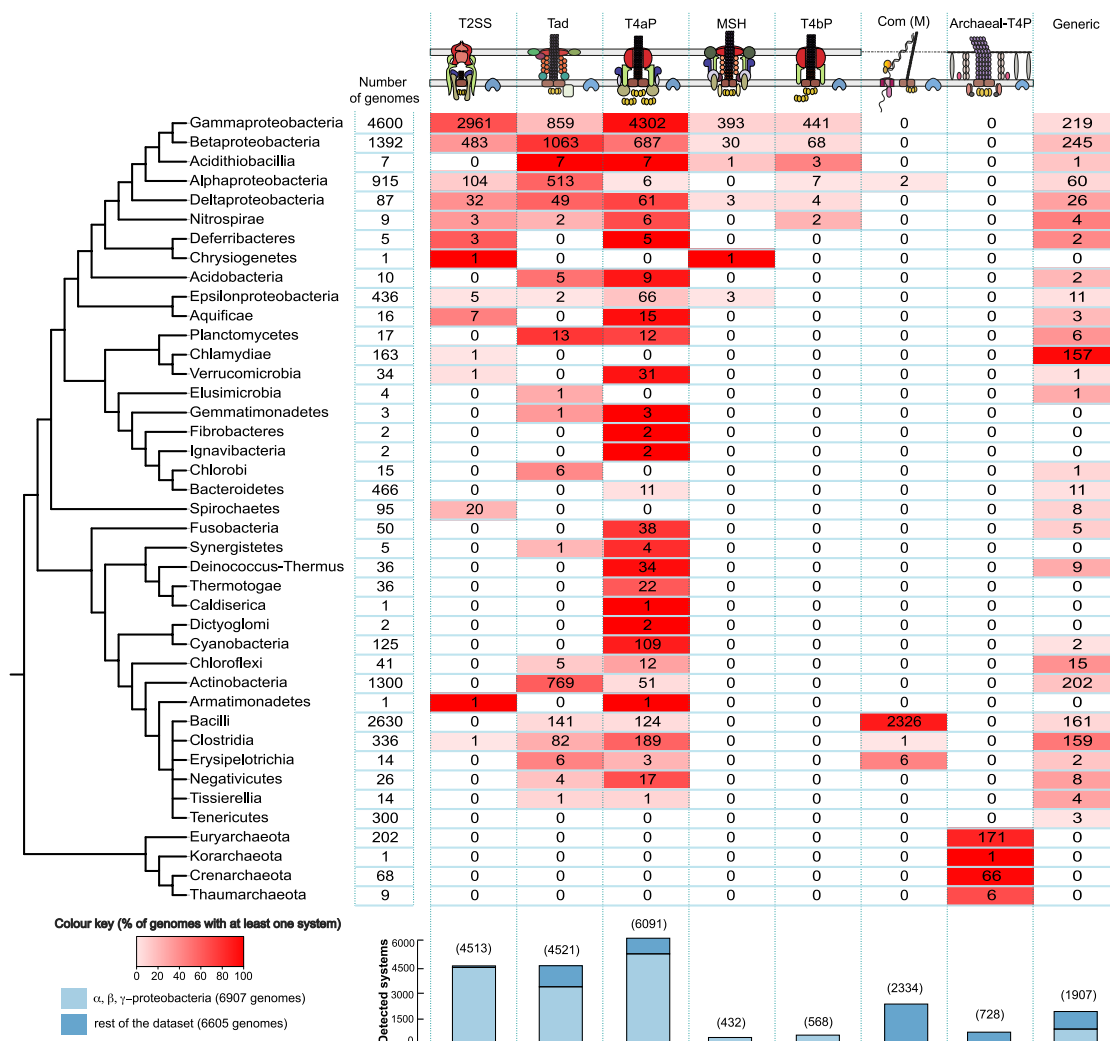 T2SS Tad T4aP MSH T4bP Com (M) Archaeal-T4P Generic
Number
of genomes
Gammaproteobacteria 4600 2961 859 4302 393 441 0 0 219
Betaproteobacteria 1392 483 1063 687 30 68 0 0 245
Acidithiobacillia 7 0 7 7 1 3 0 0 1
Alphaproteobacteria 915 104 513 6 0 7 2 0 60
Deltaproteobacteria 87 32 49 61 3 4 0 0 26
Nitrospirae 9 3 2 6 0 2 0 0 4
Deferribacteres 5 3 0 5 0 0 0 0 2
Chrysiogenetes 1 1 0 0 1 0 0 0 0
Acidobacteria 10 0 5 9 0 0 0 0 2
Epsilonproteobacteria 436 5 2 66 3 0 0 0 11
Aquificae 16 7 0 15 0 0 0 0 3
Planctomycetes 17 0 13 12 0 0 0 0 6
Chlamydiae 163 1 0 0 0 0 0 0 157
Verrucomicrobia 34 1 0 31 0 0 0 0 1
Elusimicrobia 4 0 1 0 0 0 0 0 1
Gemmatimonadetes 3 0 1 3 0 0 0 0 0
Fibrobacteres 2 0 0 2 0 0 0 0 0
Ignavibacteria 2 0 0 2 0 0 0 0 0
Chlorobi 15 0 6 0 0 0 0 0 1
Bacteroidetes 466 0 0 11 0 0 0 0 11
Spirochaetes 95 20 0 0 0 0 0 0 8
Fusobacteria 50 0 0 38 0 0 0 0 5
Synergistetes 5 0 1 4 0 0 0 0 0
Deinococcus-Thermus 36 0 0 34 0 0 0 0 9
Thermotogae 36 0 0 22 0 0 0 0 0
Caldiserica 1 0 0 1 0 0 0 0 0
Dictyoglomi 2 0 0 2 0 0 0 0 0
Cyanobacteria 125 0 0 109 0 0 0 0 2
Chloroflexi 41 0 5 12 0 0 0 0 15
Actinobacteria 1300 0 769 51 0 0 0 0 202
Armatimonadetes 1 1 0 1 0 0 0 0 0
Bacilli 2630 0 141 124 0 0 2326 0 161
Clostridia 336 1 82 189 0 0 1 0 159
Erysipelotrichia 14 0 6 3 0 0 6 0 2
Negativicutes 26 0 4 17 0 0 0 0 8
Tissierellia 14 0 1 1 0 0 0 0 4
Tenericutes 300 0 0 0 0 0 0 0 3
Euryarchaeota 202 0 0 0 0 0 0 171 0
Korarchaeota 1 0 0 0 0 0 0 1 0
Crenarchaeota 68 0 0 0 0 0 0 66 0
Thaumarchaeota 9 0 0 0 0 0 0 6 0
Colour key (% of genomes with at least one system)
0 20 40 60 80 100
α, β, γ-proteobacteria (6907 genomes)
rest of the dataset (6605 genomes)
Detected systems
6000
4500
3000
1500
0
(4513) (4521) (6091) (432) (568) (2334) (728) (1907)